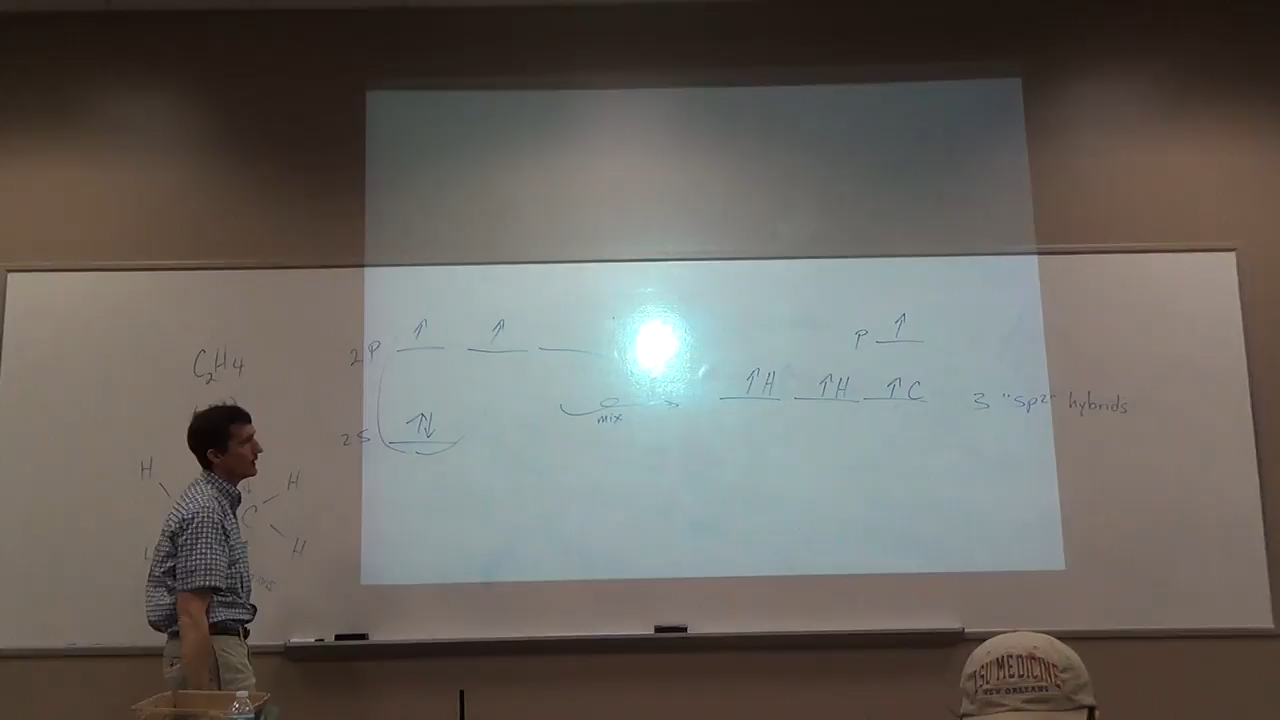 C2H4
H
H
C
H
2P ↑ ↑
2S ↑↓
mix
P ↑
↑H ↑H ↑C
3 "sp2" hybrids
LSU MEDICINE
NEW ORLEANS